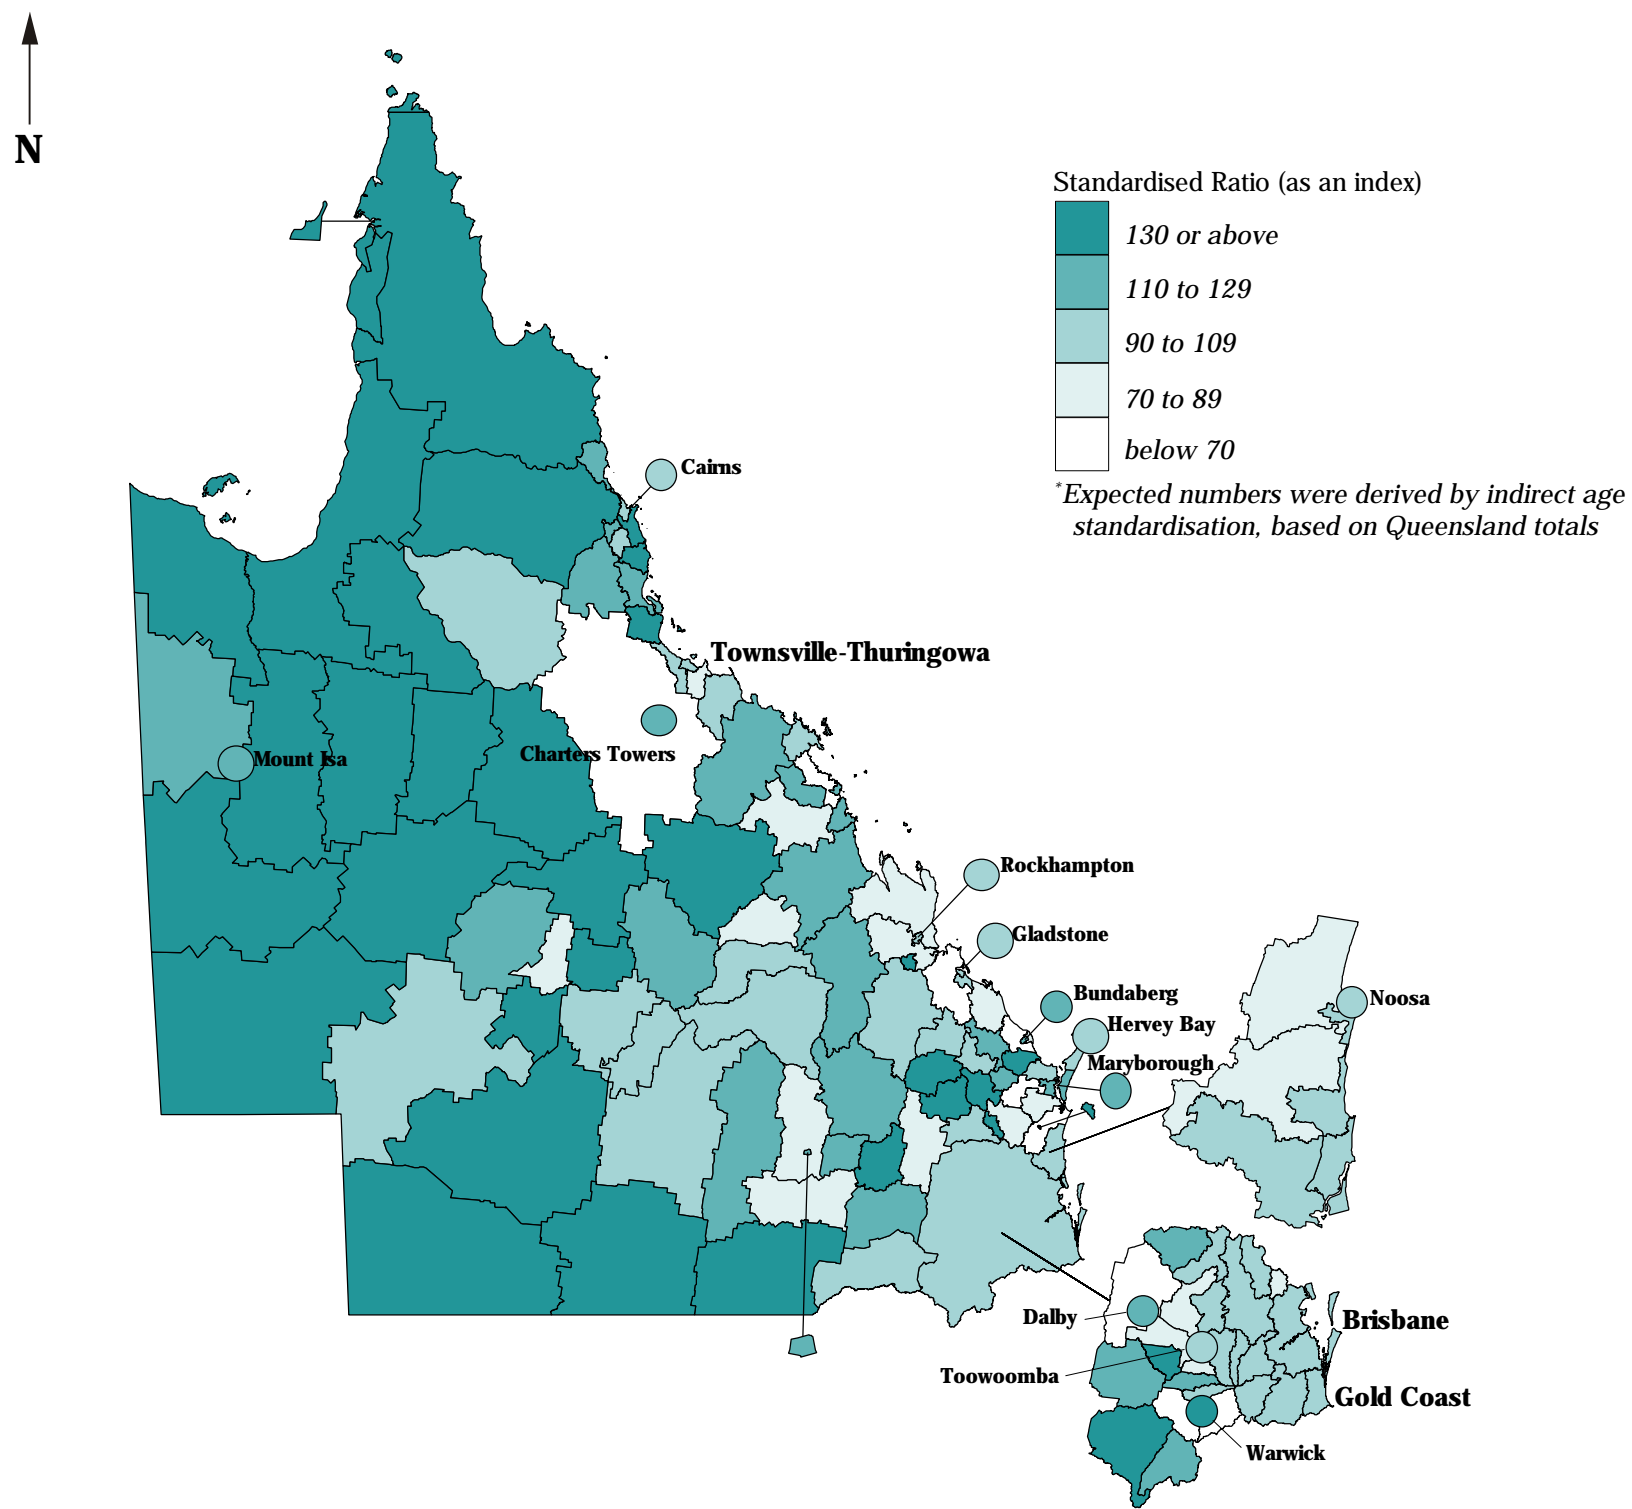 N
Standardised Ratio (as an index)
130 or above
110 to 129
90 to 109
70 to 89
below 70
*Expected numbers were derived by indirect age
standardisation, based on Queensland totals
Cairns
Townsville-Thuringowa
Charters Towers
Mount Isa
Rockhampton
Gladstone
Bundaberg
Noosa
Hervey Bay
Maryborough
Dalby
Brisbane
Toowoomba
Gold Coast
Warwick